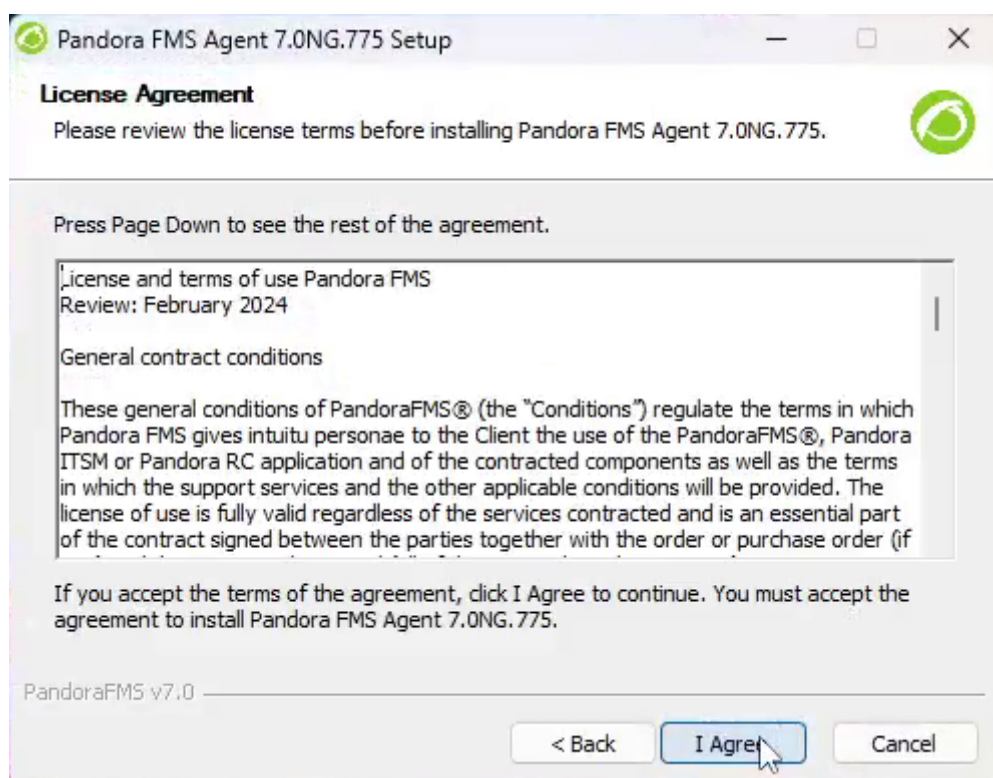 Pandora FMS Agent 7.0NG.775 Setup
License Agreement
Please review the license terms before installing Pandora FMS Agent 7.0NG.775.
Press Page Down to see the rest of the agreement.
License and terms of use Pandora FMS
Review: February 2024
General contract conditions
These general conditions of PandoraFMS® (the "Conditions") regulate the terms in which
Pandora FMS gives intuitu personae to the Client the use of the PandoraFMS®, Pandora
ITSM or Pandora RC application and of the contracted components as well as the terms
in which the support services and the other applicable conditions will be provided. The
license of use is fully valid regardless of the services contracted and is an essential part
of the contract signed between the parties together with the order or purchase order (if
If you accept the terms of the agreement, click I Agree to continue. You must accept the
agreement to install Pandora FMS Agent 7.0NG.775.
PandoraFMS v7.0
< Back
I Agree
Cancel